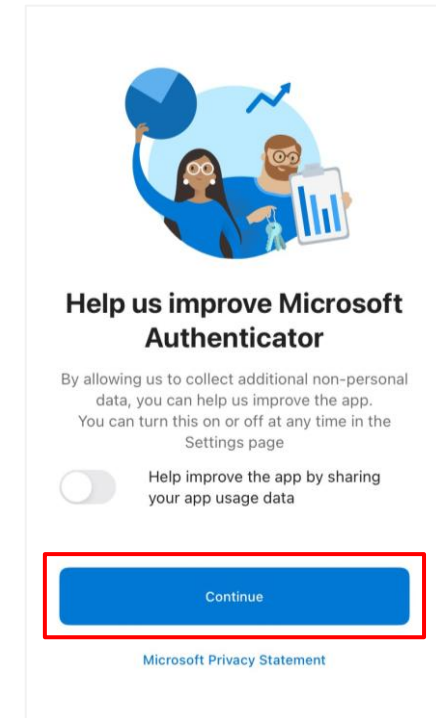 Help us improve Microsoft
Authenticator
By allowing us to collect additional non-personal
data, you can help us improve the app.
You can turn this on or off at any time in the
Settings page
Help improve the app by sharing
your app usage data
Continue
Microsoft Privacy Statement